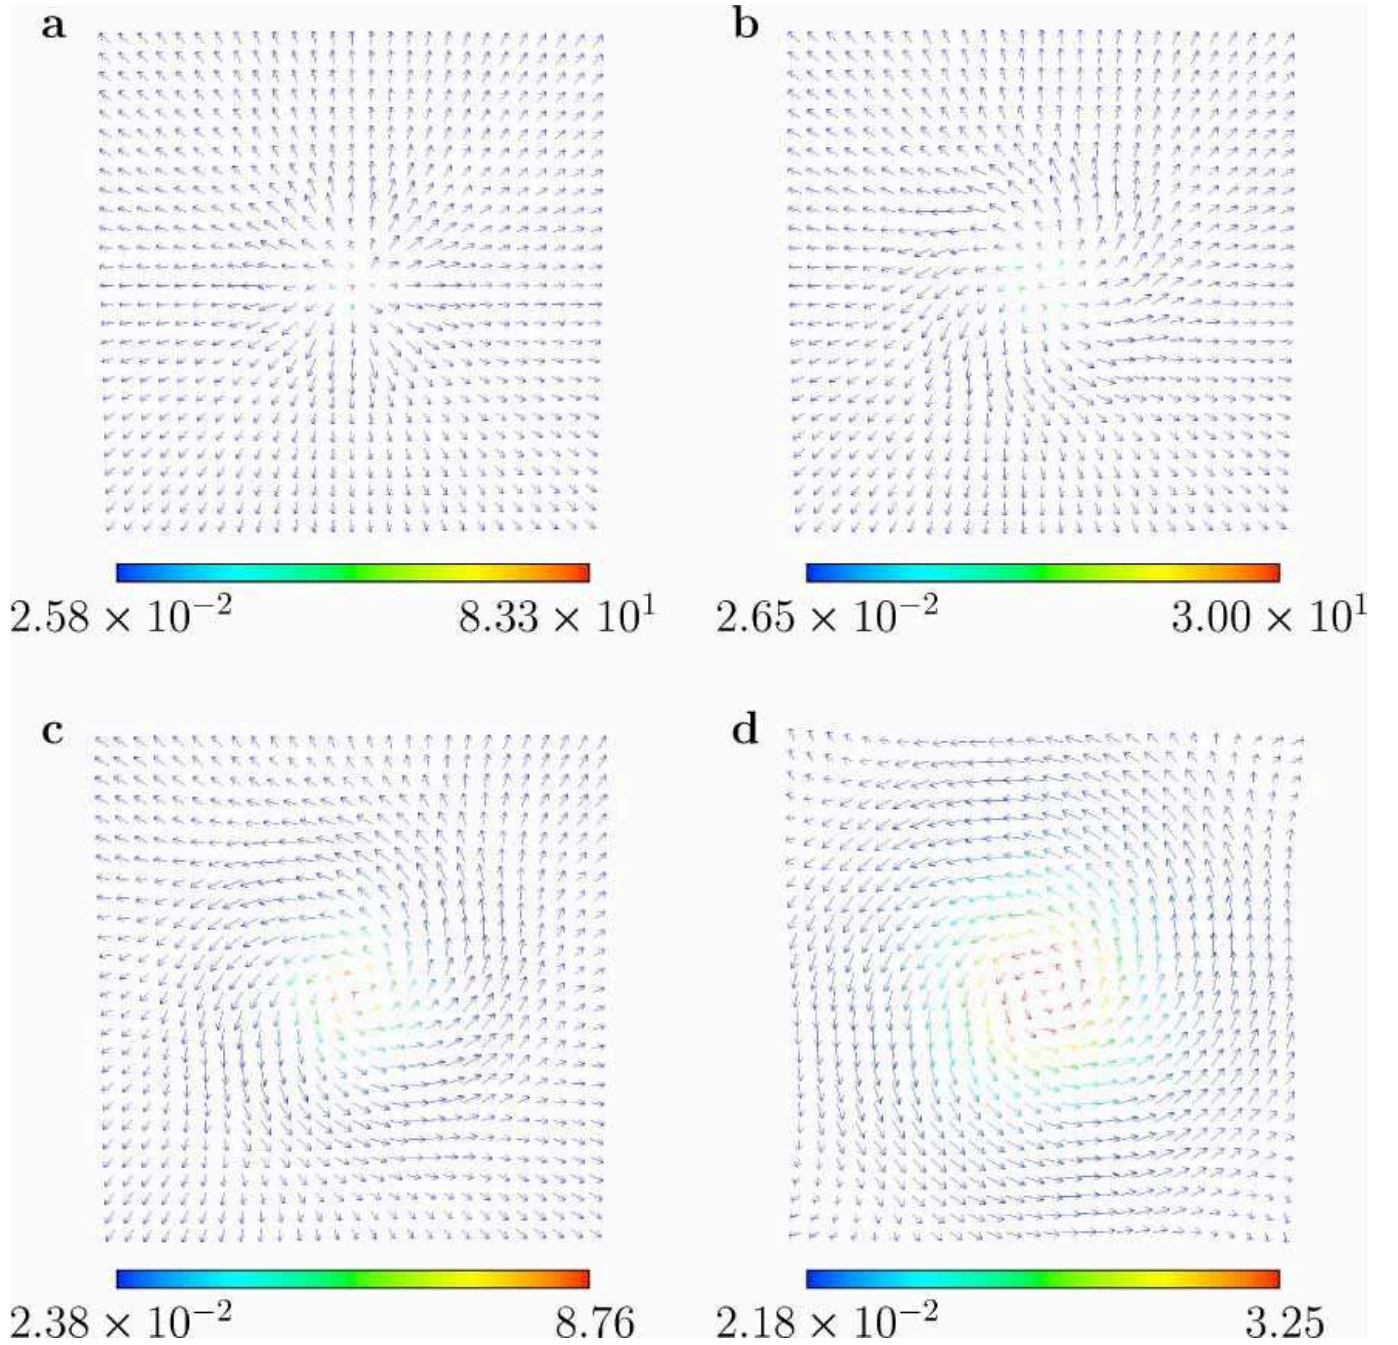 a b
2.58 × 10⁻² 8.33 × 10¹ 2.65 × 10⁻² 3.00 × 10¹
c d
2.38 × 10⁻² 8.76 2.18 × 10⁻² 3.25